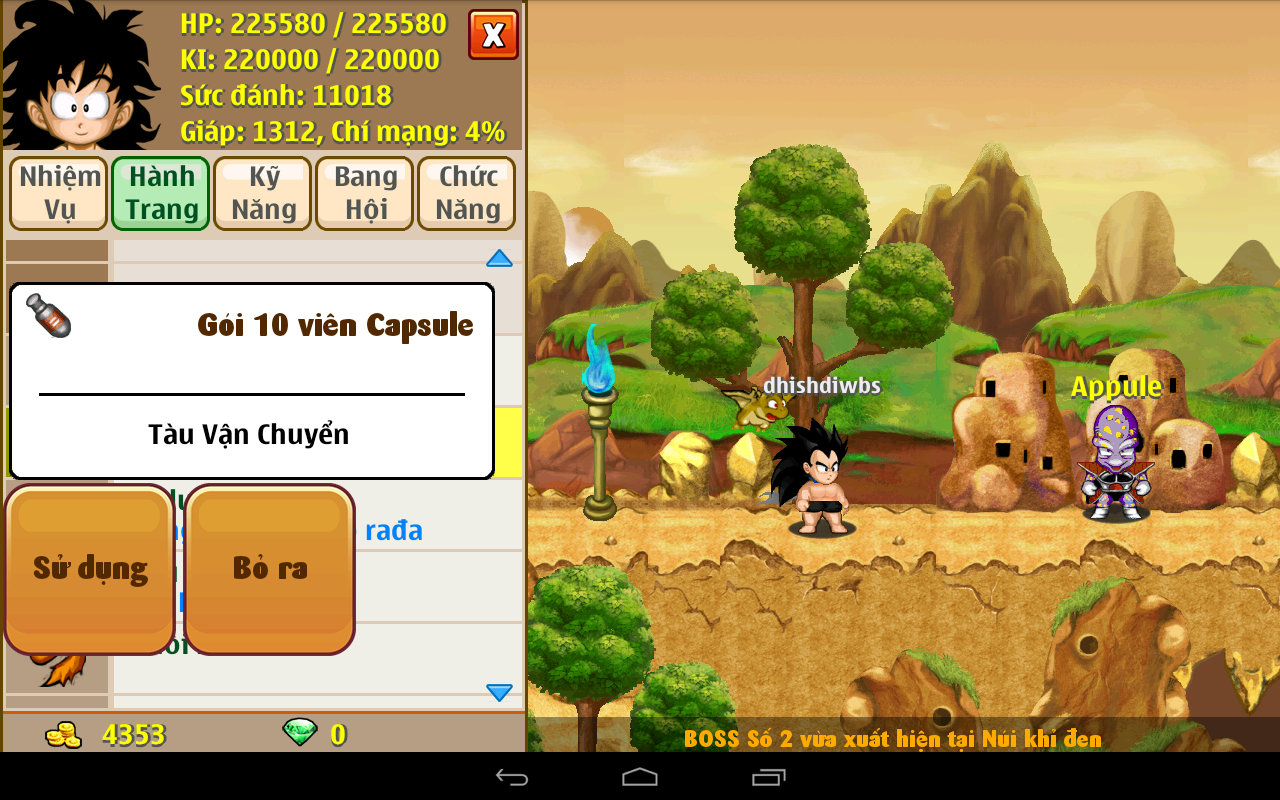 HP: 225580 / 225580
KI: 220000 / 220000
Sức đánh: 11018
Giáp: 1312, Chí mạng: 4%
X
Nhiệm Vụ
Hành Trang
Kỹ Năng
Bang Hội
Chức Năng
Gói 10 viên Capsule
Tàu Vận Chuyển
rađa
Sử dụng
Bỏ ra
4353
0
dhishdiwbs
Appule
BOSS Số 2 vừa xuất hiện tại Núi khỉ đen